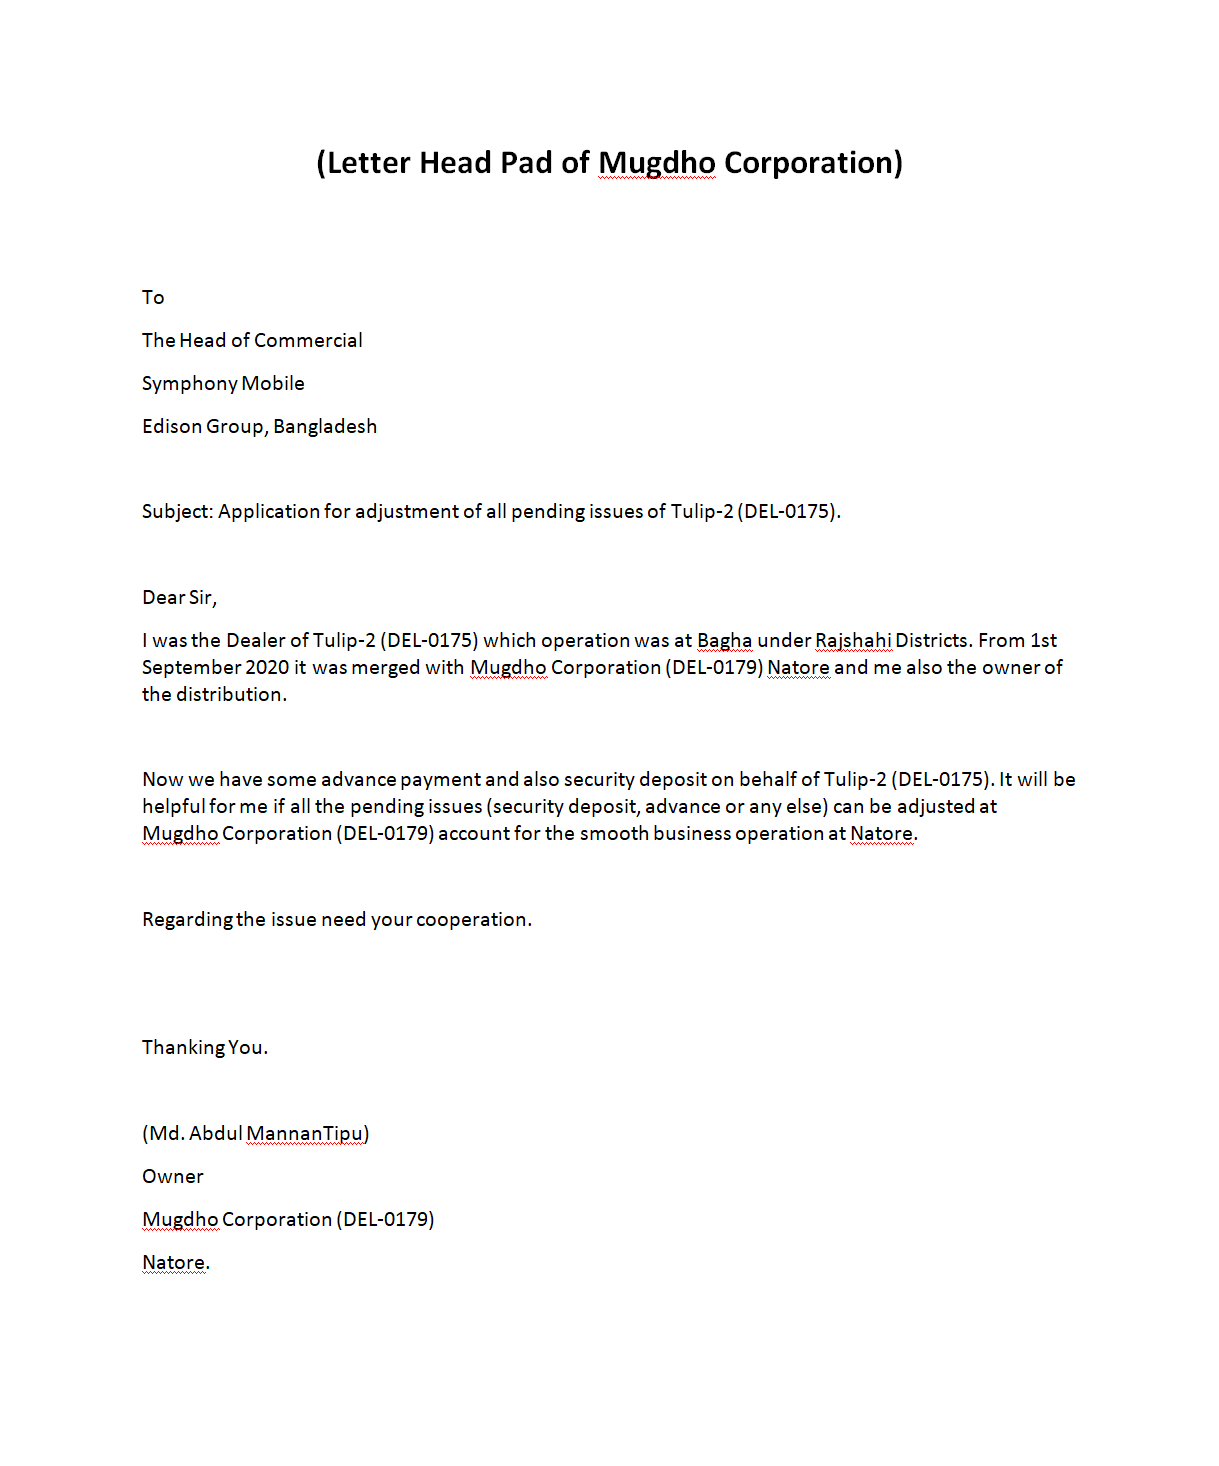 (Letter Head Pad of Mugdho Corporation)
To
The Head of Commercial
Symphony Mobile
Edison Group, Bangladesh
Subject: Application for adjustment of all pending issues of Tulip-2 (DEL-0175).
Dear Sir,
I was the Dealer of Tulip-2 (DEL-0175) which operation was at Bagha under Rajshahi Districts. From 1st
September 2020 it was merged with Mugdho Corporation (DEL-0179) Natore and me also the owner of
the distribution.
Now we have some advance payment and also security deposit on behalf of Tulip-2 (DEL-0175). It will be
helpful for me if all the pending issues (security deposit, advance or any else) can be adjusted at
Mugdho Corporation (DEL-0179) account for the smooth business operation at Natore.
Regarding the issue need your cooperation.
Thanking You.
(Md. Abdul MannanTipu)
Owner
Mugdho Corporation (DEL-0179)
Natore.